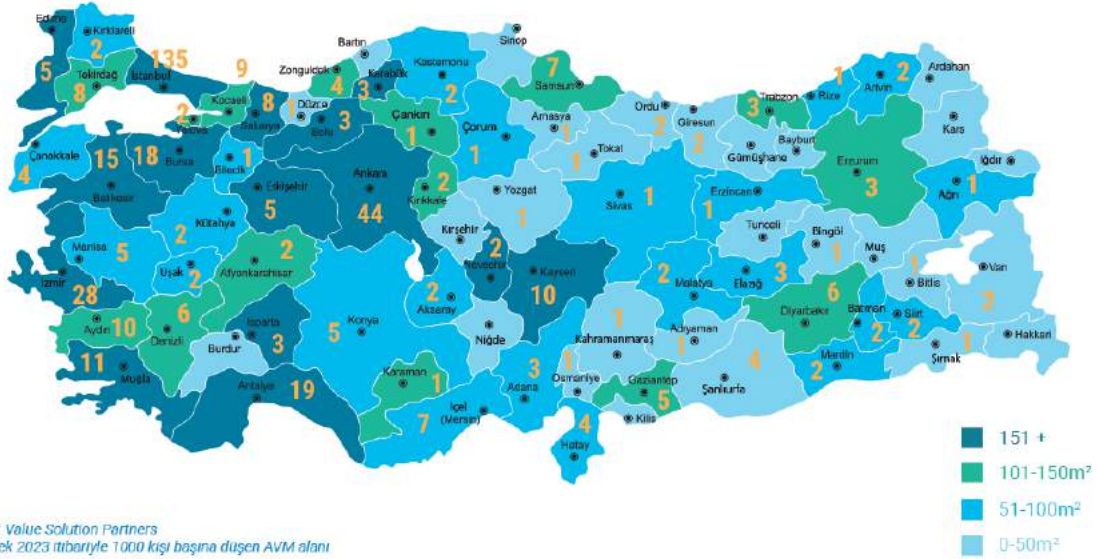 Edirne
Kırklareli
2
5
Tekirdağ
8
135
İstanbul
9
Kocaeli
2
Yalova
8
Sakarya
1
Düzce
Zonguldak
4
Bartın
Karabük
3
Bolu
3
Kastamonu
2
Sinop
7
Samsun
Çankırı
1
Çorum
1
Amasya
1
Tokat
1
Ordu
2
Giresun
2
3
Trabzon
1
Rize
2
Artvin
Ardahan
Kars
Gümüşhane
Bayburt
Erzurum
3
Iğdır
1
Ağrı
Çanakkale
4
15
Balıkesir
18
Bursa
1
Bilecik
Eskişehir
5
Ankara
44
2
Kırıkkale
Yozgat
1
Sivas
1
Erzincan
1
Tunceli
Bingöl
1
Muş
1
Bitlis
Van
2
Kütahya
2
Manisa
5
Uşak
2
Afyonkarahisar
2
İzmir
28
Kırşehir
2
Nevşehir
Kayseri
10
2
Malatya
Elazığ
3
6
Diyarbakır
Batman
2
Siirt
2
Şırnak
1
Hakkari
Aydın
10
6
Denizli
Isparta
3
Burdur
Konya
5
2
Aksaray
Niğde
1
Kahramanmaraş
Adıyaman
1
4
Şanlıurfa
Mardin
2
11
Muğla
Antalya
19
Karaman
1
İçel
(Mersin)
7
3
Adana
1
Osmaniye
Gaziantep
5
Kilis
4
Hatay
151 +
101-150m²
51-100m²
0-50m²
Value Solution Partners
2023 itibariyle 1000 kişi başına düşen AVM alanı